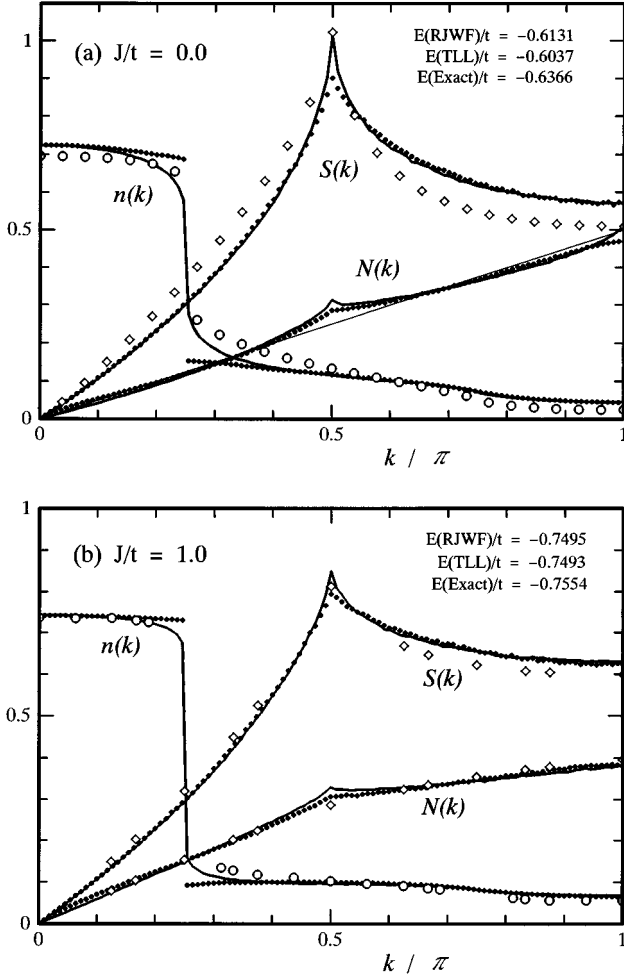 1
(a) J/t = 0.0
E(RJWF)/t = −0.6131
E(TLL)/t = −0.6037
E(Exact)/t = −0.6366
n(k)
S(k)
0.5
N(k)
0
0
0.5
1
k / π
1
(b) J/t = 1.0
E(RJWF)/t = −0.7495
E(TLL)/t = −0.7493
E(Exact)/t = −0.7554
n(k)
S(k)
0.5
N(k)
0
0
0.5
1
k / π